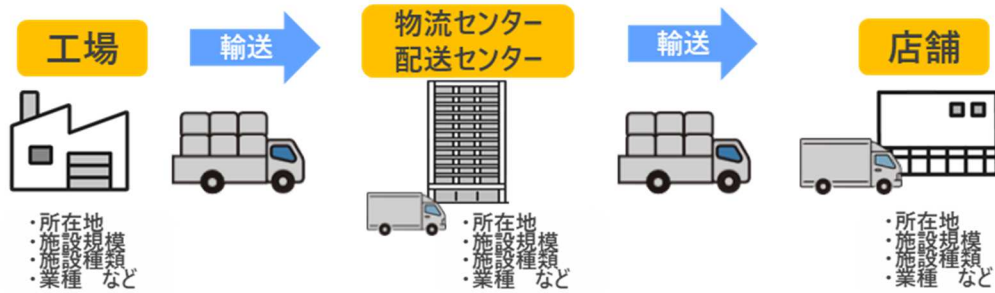 工場
輸送
物流センター
配送センター
輸送
店舗
・所在地
・施設規模
・施設種類
・業種　など
・所在地
・施設規模
・施設種類
・業種　など
・所在地
・施設規模
・施設種類
・業種　など